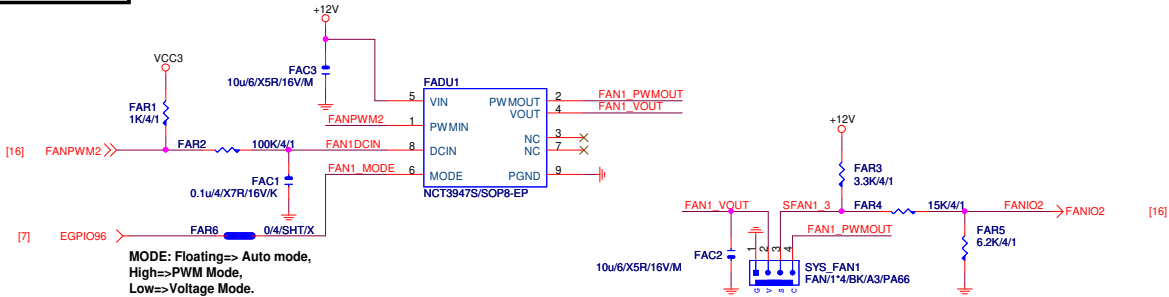 +12V
VCC3
FAC3
10u/6/X5R/16V/M
FADU1
FAR1
1K/4/1
5 VIN PWMOUT 2 FAN1_PWMOUT
VOUT 4 FAN1_VOUT
FANPWM2 1 PWMIN
NC 3
[16] FANPWM2 FAR2 100K/4/1 FAN1DCIN 8 DCIN NC 7
FAN1_MODE 6 MODE PGND 9
FAC1
0.1u/4/X7R/16V/K
NCT3947S/SOP8-EP
[7] EGPIO96 FAR6 0/4/SHT/X
MODE: Floating=> Auto mode,
High=>PWM Mode,
Low=>Voltage Mode.
+12V
FAR3
3.3K/4/1
FAN1_VOUT SFAN1_3 FAR4 15K/4/1 FANIO2 [16]
FAN1_PWMOUT
FAR5
6.2K/4/1
FAC2
10u/6/X5R/16V/M
1 2 3 4
SYS_FAN1
FAN/1*4/BK/A3/PA66
G V S C